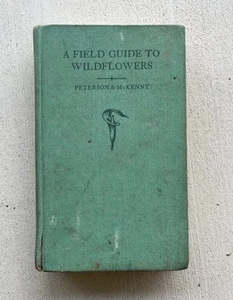 A FIELD GUIDE TO
WILDFLOWERS
PETERSON & McKENNY